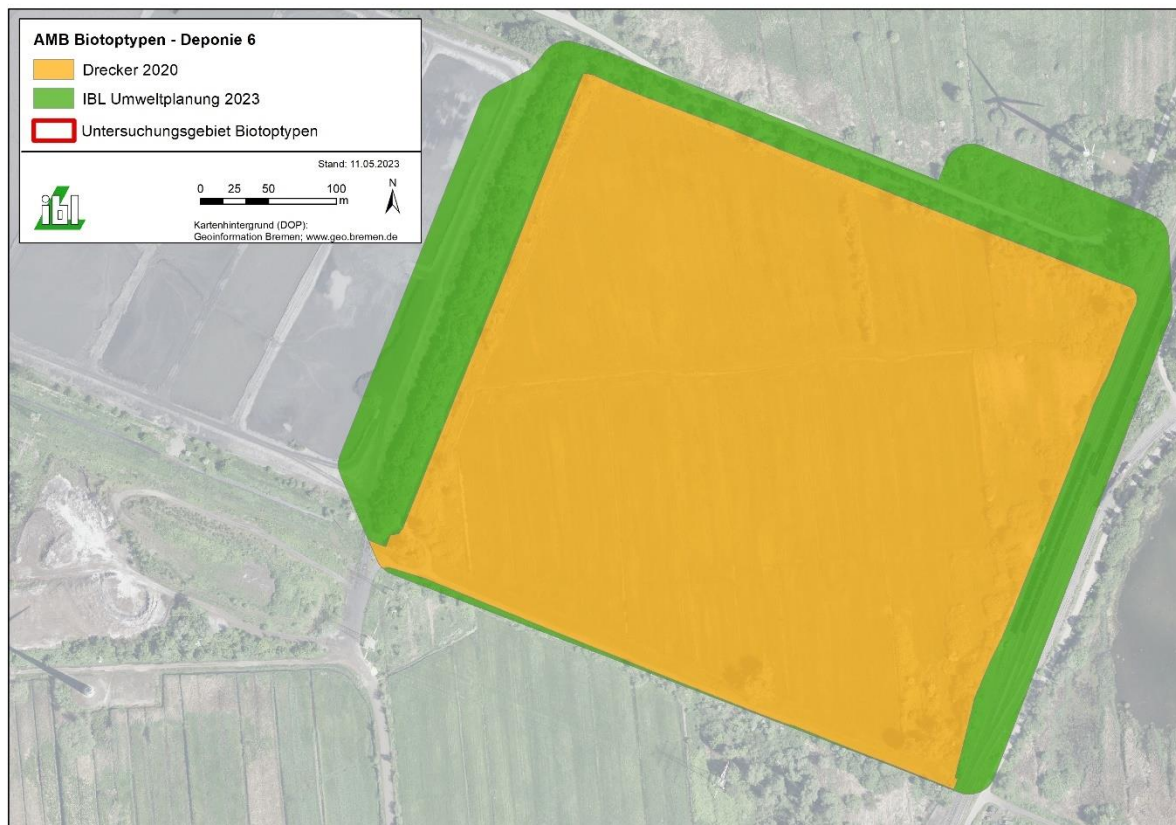 AMB Biotoptypen - Deponie 6
Drecker 2020
IBL Umweltplanung 2023
Untersuchungsgebiet Biotoptypen
Stand: 11.05.2023
0 25 50 100
m
N
ibl
Kartenhintergrund (DOP):
Geoinformation Bremen; www.geo.bremen.de